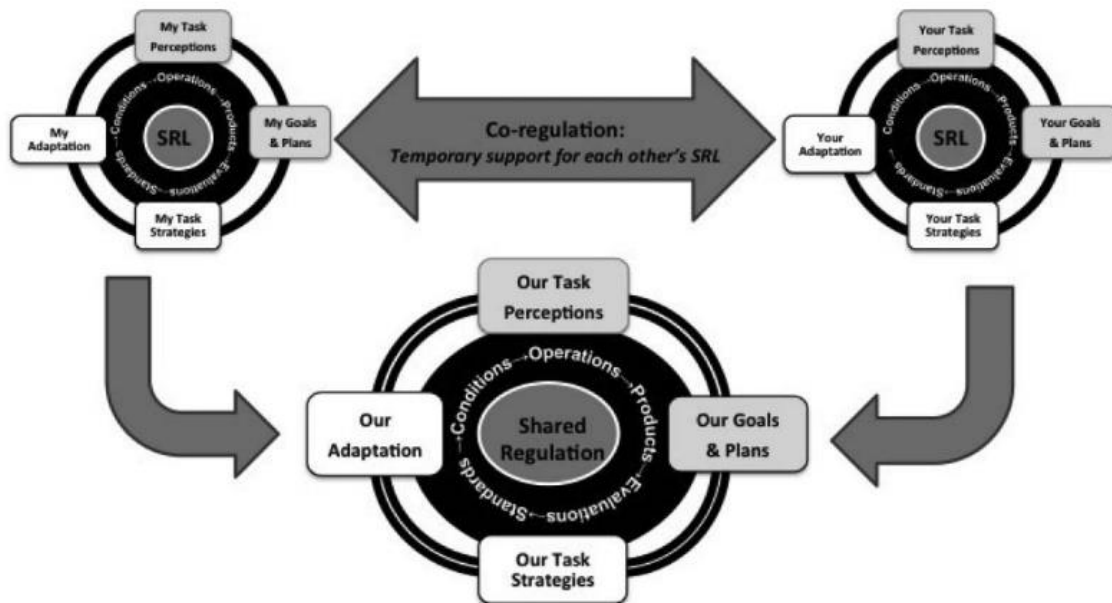 My Task
Perceptions
Conditions→Operations→Products→Evaluations→Standards→
SRL
My
Adaptation
My Goals
& Plans
My Task
Strategies
Co-regulation:
Temporary support for each other's SRL
Your Task
Perceptions
Conditions→Operations→Products→Evaluations→Standards→
SRL
Your
Adaptation
Your Goals
& Plans
Your Task
Strategies
Our Task
Perceptions
Conditions→Operations→Products→Evaluations→Standards→
Shared
Regulation
Our
Adaptation
Our Goals
& Plans
Our Task
Strategies